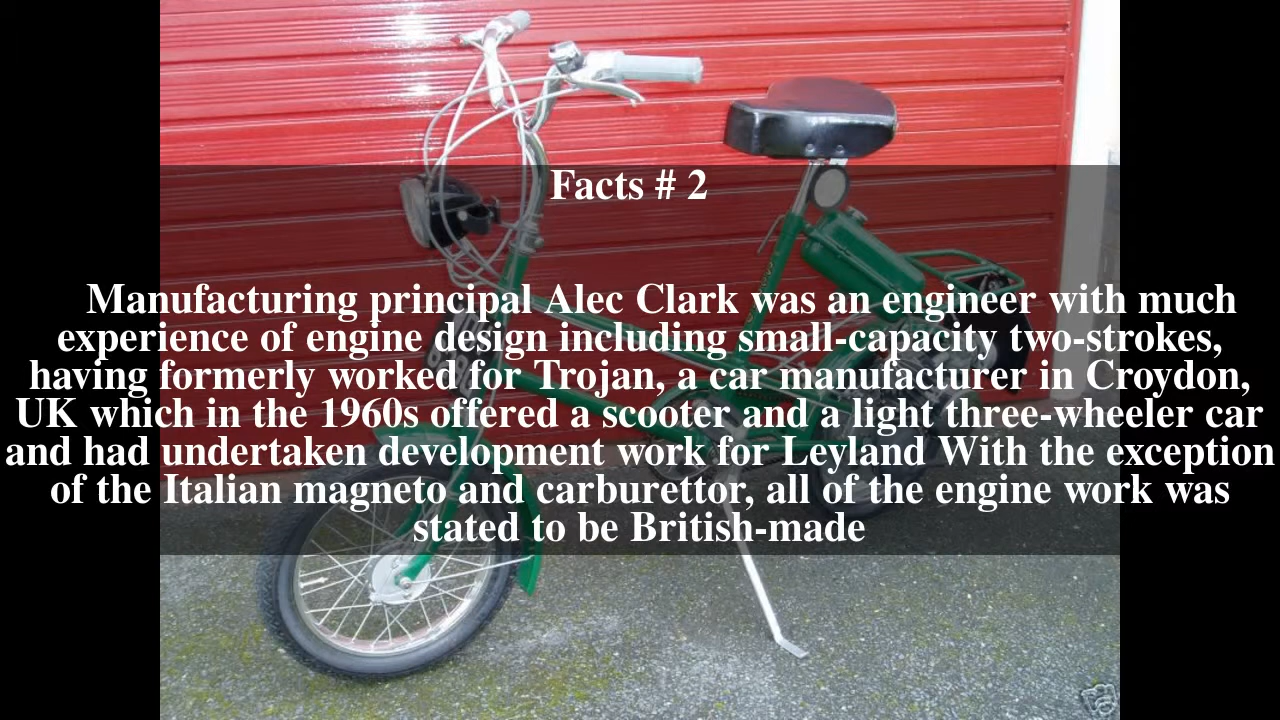 Facts # 2
Manufacturing principal Alec Clark was an engineer with much
experience of engine design including small-capacity two-strokes,
having formerly worked for Trojan, a car manufacturer in Croydon,
UK which in the 1960s offered a scooter and a light three-wheeler car
and had undertaken development work for Leyland With the exception
of the Italian magneto and carburettor, all of the engine work was
stated to be British-made